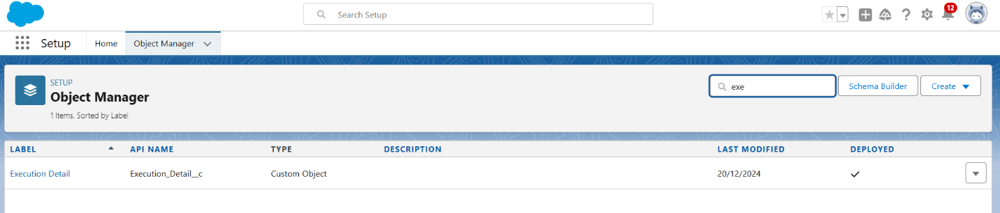 Search Setup
12
Setup
Home
Object Manager
SETUP
Object Manager
1 Items, Sorted by Label
exe
Schema Builder
Create
LABEL API NAME TYPE DESCRIPTION LAST MODIFIED DEPLOYED
Execution Detail Execution_Detail__c Custom Object 20/12/2024